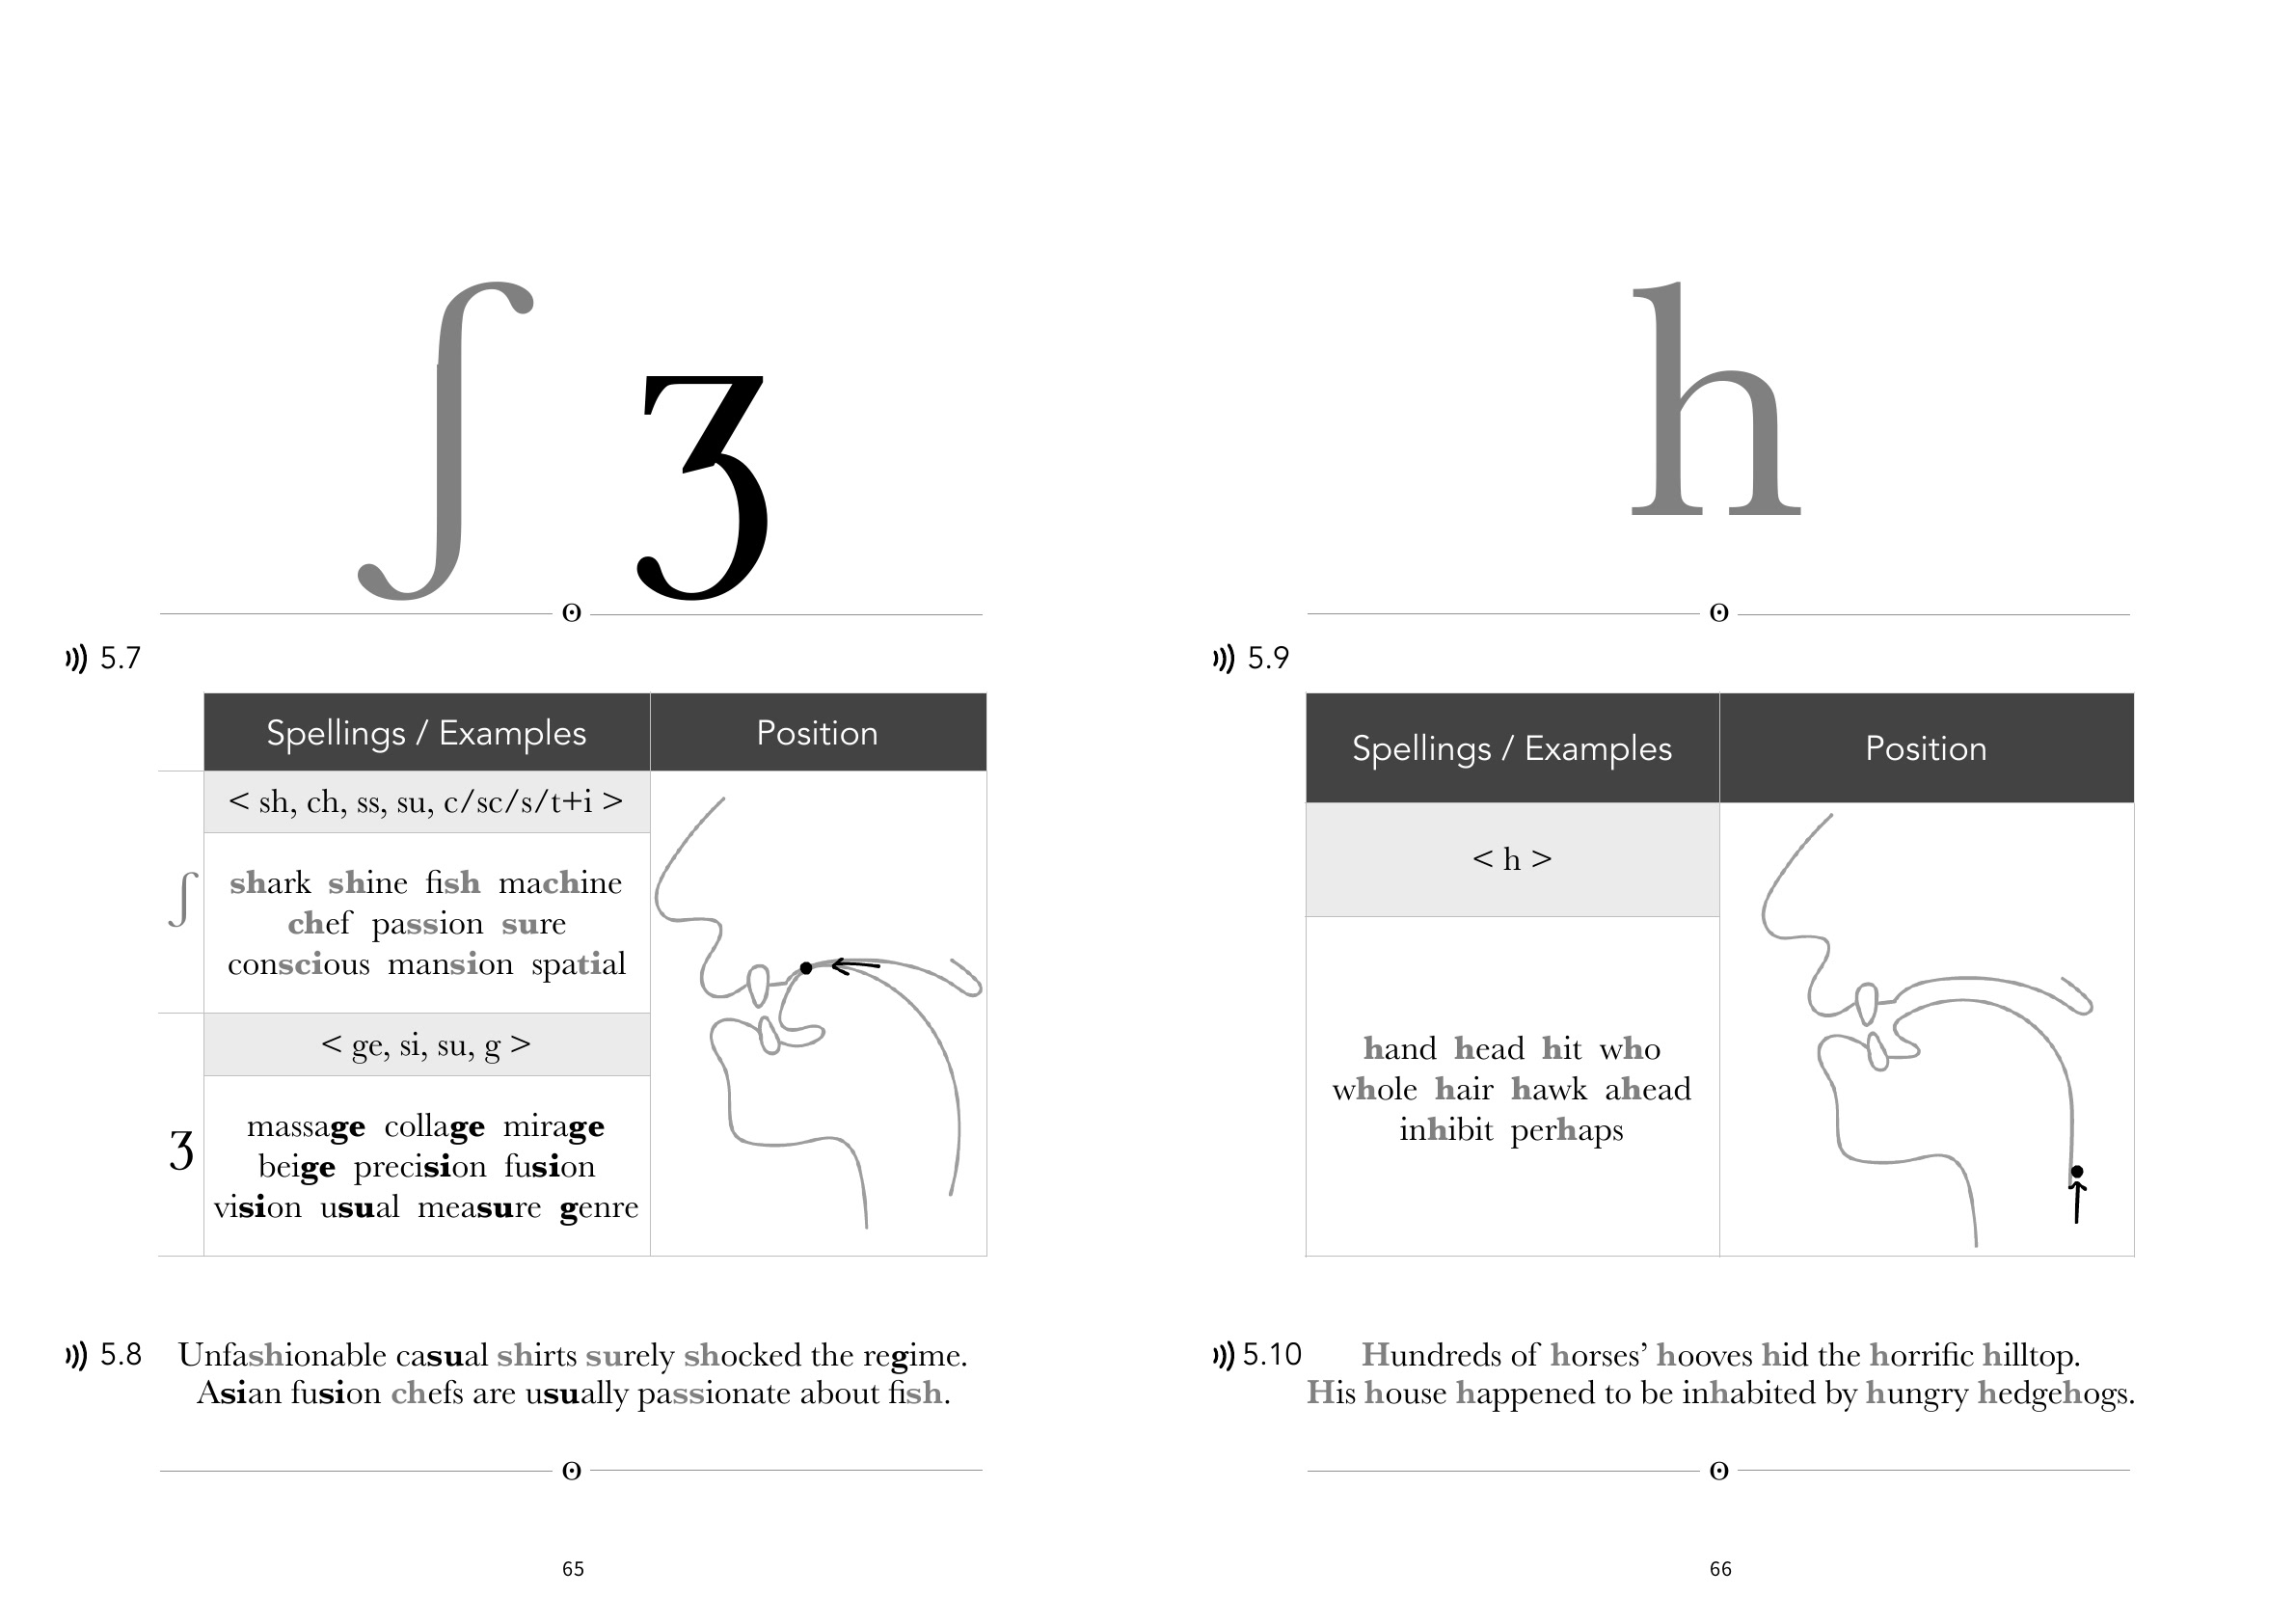 ʃ ʒ
5.7
Spellings / Examples Position
< sh, ch, ss, su, c/sc/s/t+i >
ʃ
shark shine fish machine
chef passion sure
conscious mansion spatial
< ge, si, su, g >
ʒ
massage collage mirage
beige precision fusion
vision usual measure genre
5.8 Unfashionable casual shirts surely shocked the regime.
Asian fusion chefs are usually passionate about fish.
65
h
5.9
Spellings / Examples Position
< h >
hand head hit who
whole hair hawk ahead
inhibit perhaps
5.10 Hundreds of horses’ hooves hid the horrific hilltop.
His house happened to be inhabited by hungry hedgehogs.
66